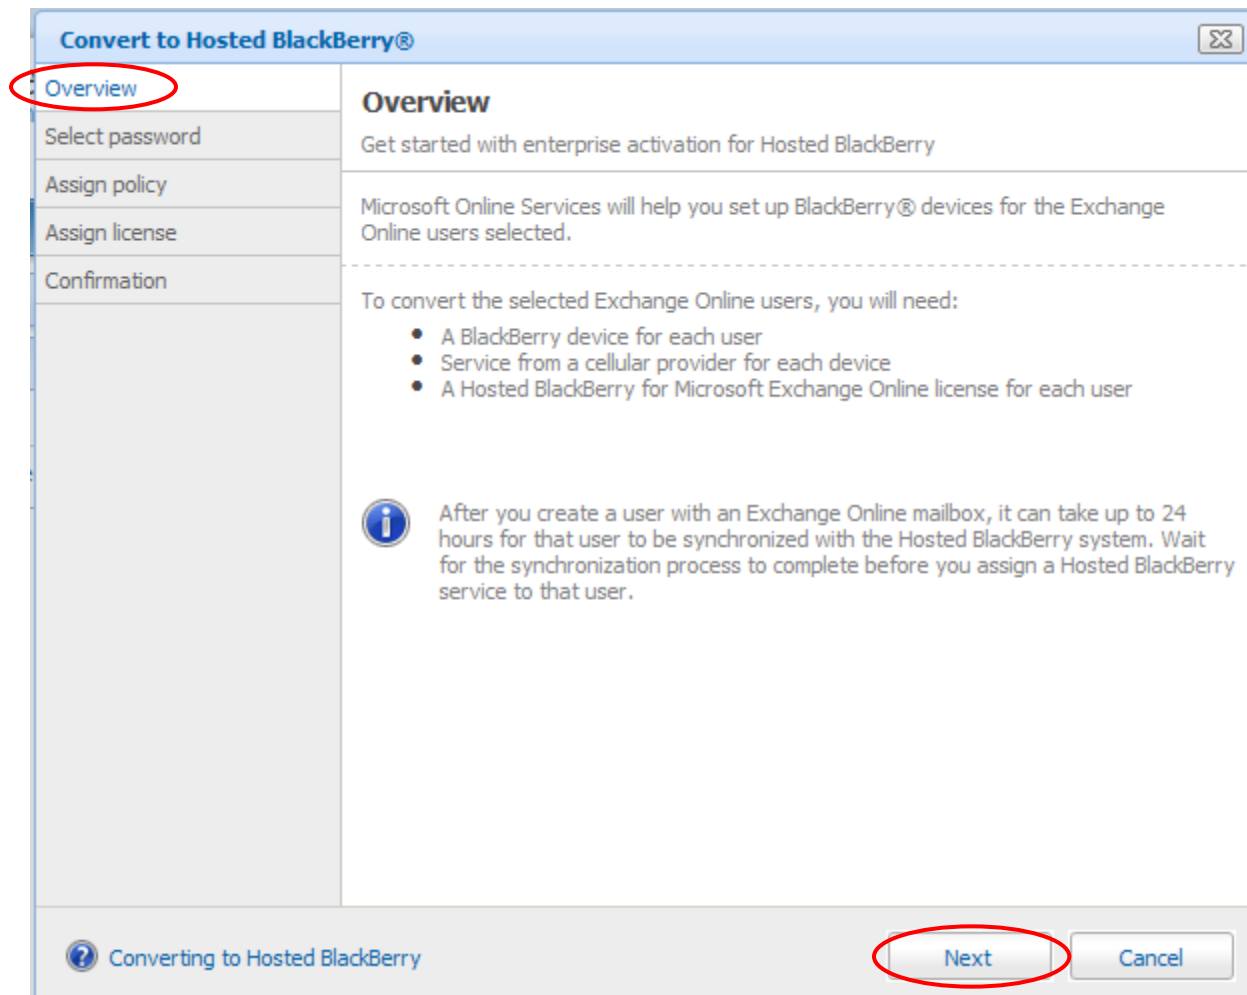 Convert to Hosted BlackBerry®
Overview
Select password
Assign policy
Assign license
Confirmation
Overview
Get started with enterprise activation for Hosted BlackBerry
Microsoft Online Services will help you set up BlackBerry® devices for the Exchange
Online users selected.
To convert the selected Exchange Online users, you will need:
• A BlackBerry device for each user
• Service from a cellular provider for each device
• A Hosted BlackBerry for Microsoft Exchange Online license for each user
After you create a user with an Exchange Online mailbox, it can take up to 24
hours for that user to be synchronized with the Hosted BlackBerry system. Wait
for the synchronization process to complete before you assign a Hosted BlackBerry
service to that user.
Converting to Hosted BlackBerry
Next
Cancel